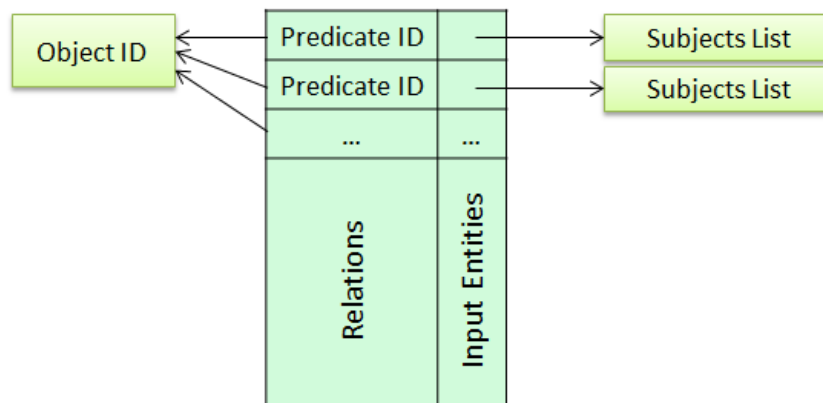 Object ID
Predicate ID
Subjects List
Predicate ID
Subjects List
...
...
Relations
Input Entities